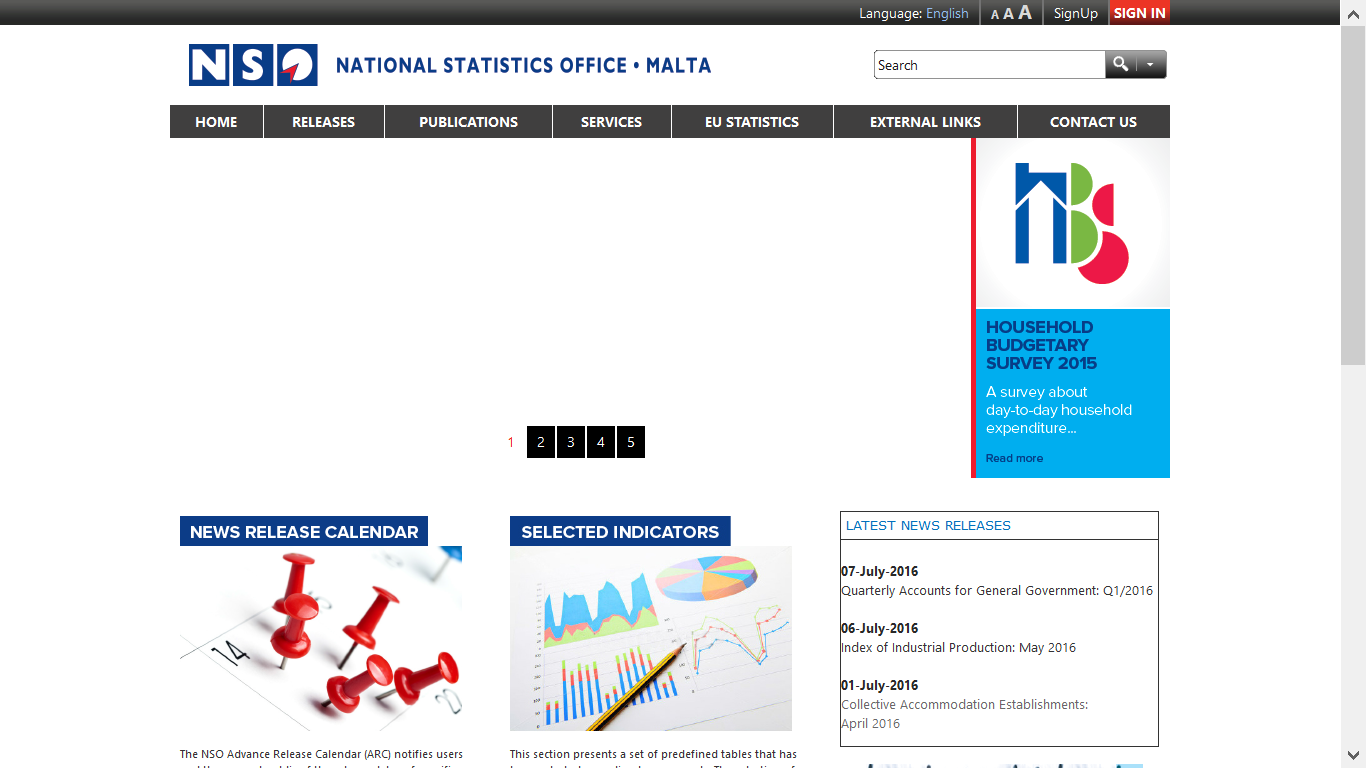 Language: English A A A SignUp SIGN IN
NSO NATIONAL STATISTICS OFFICE • MALTA
Search
HOME RELEASES PUBLICATIONS SERVICES EU STATISTICS EXTERNAL LINKS CONTACT US
hBS
HOUSEHOLD
BUDGETARY
SURVEY 2015
A survey about
day-to-day household
expenditure...
Read more
1 2 3 4 5
NEWS RELEASE CALENDAR
14
The NSO Advance Release Calendar (ARC) notifies users
SELECTED INDICATORS
This section presents a set of predefined tables that has
LATEST NEWS RELEASES
07-July-2016
Quarterly Accounts for General Government: Q1/2016
06-July-2016
Index of Industrial Production: May 2016
01-July-2016
Collective Accommodation Establishments:
April 2016